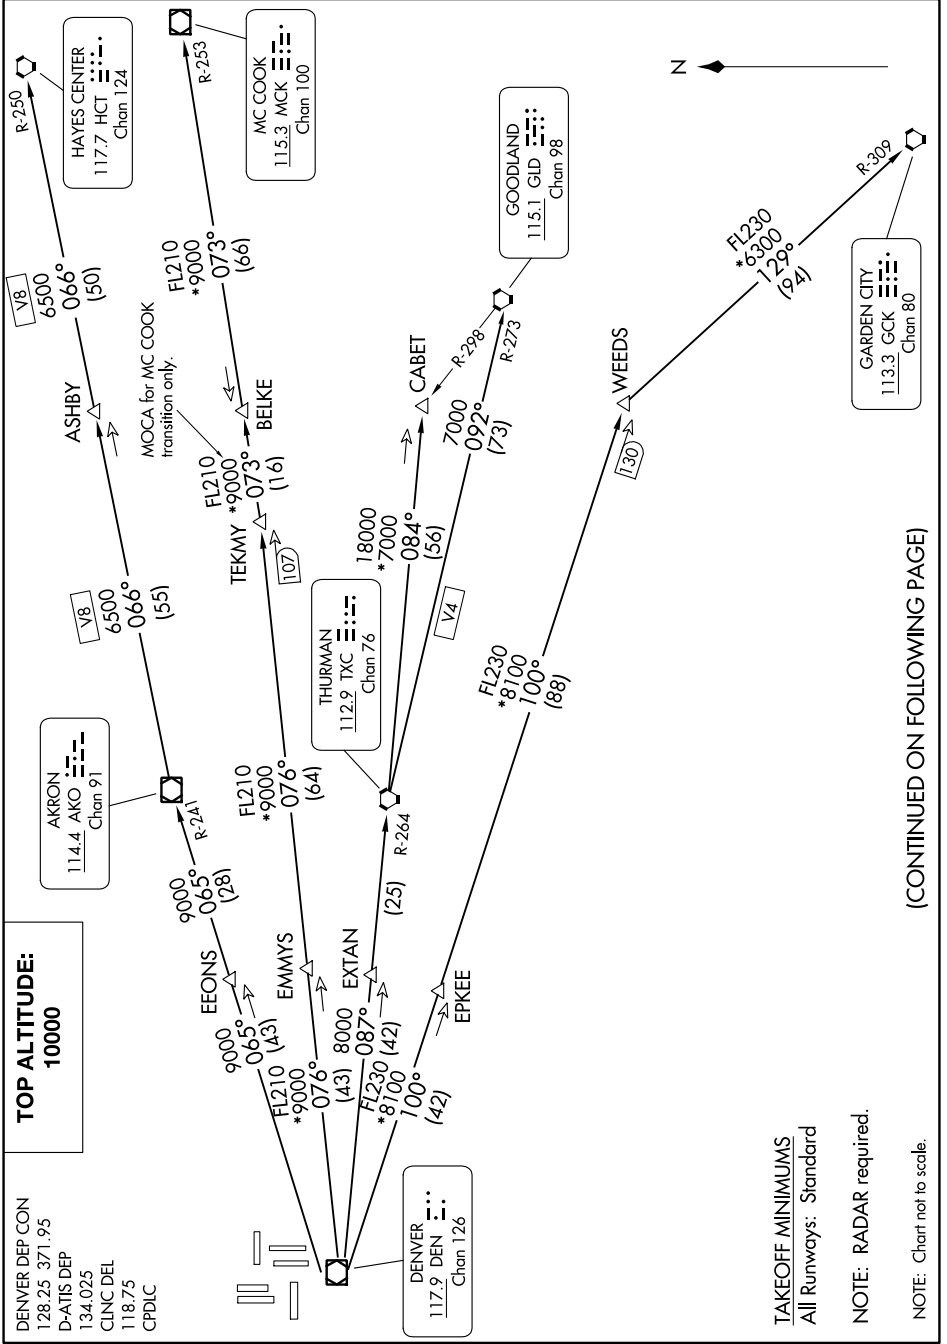 DENVER DEP CON
128.25 371.95
D-ATIS DEP
134.025
CLNC DEL
118.75
CPDLC
TOP ALTITUDE:
10000
AKRON
114.4 AKO
Chan 91
R-241
V8
6500
066°
(55)
ASHBY
V8
6500
066°
(50)
R-250
HAYES CENTER
117.7 HCT
Chan 124
9000
065°
(43)
EEONS
9000
065°
(28)
FL210
*9000
076°
(43)
EMMYS
FL210
*9000
076°
(64)
TEKMY
107
FL210
*9000
073°
(16)
MOCA for MC COOK
transition only.
BELKE
FL210
*9000
073°
(66)
R-253
MC COOK
115.3 MCK
Chan 100
8000
087°
(42)
EXTAN
(25)
R-264
THURMAN
112.9 TXC
Chan 76
18000
*7000
084°
(56)
CABET
R-298
V4
7000
092°
(73)
R-273
GOODLAND
115.1 GLD
Chan 98
FL230
*8100
100°
(42)
EPKEE
FL230
*8100
100°
(88)
130
WEEDS
FL230
*6300
129°
(94)
R-309
GARDEN CITY
113.3 GCK
Chan 80
N
DENVER
117.9 DEN
Chan 126
TAKEOFF MINIMUMS
All Runways: Standard
NOTE: RADAR required.
NOTE: Chart not to scale.
(CONTINUED ON FOLLOWING PAGE)